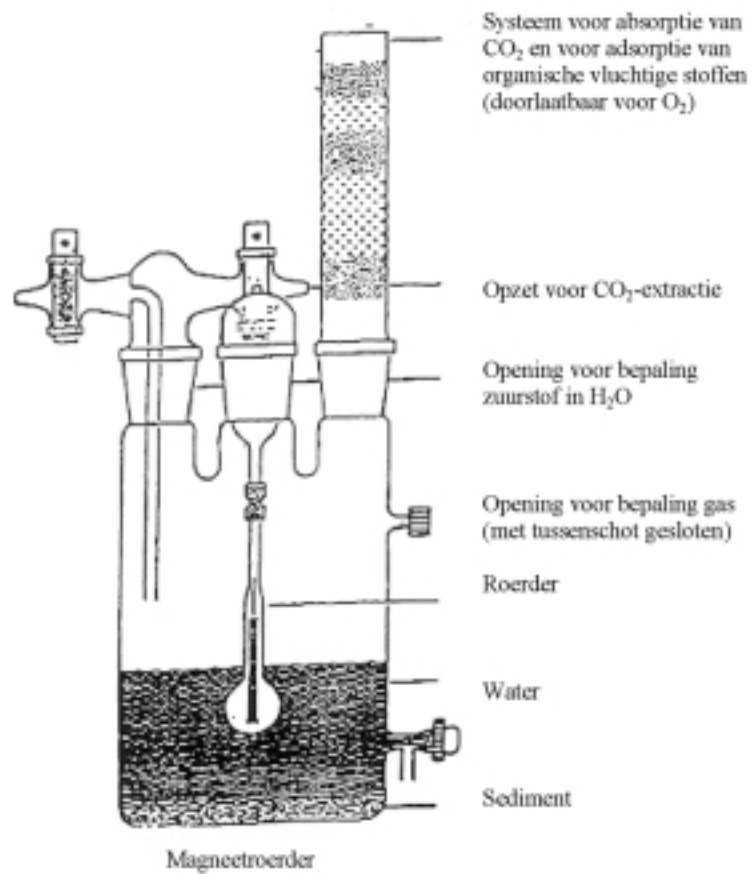 Systeem voor absorptie van
CO₂ en voor adsorptie van
organische vluchtige stoffen
(doorlaatbaar voor O₂)
Opzet voor CO₂-extractie
Opening voor bepaling
zuurstof in H₂O
Opening voor bepaling gas
(met tussenschot gesloten)
Roerder
Water
Sediment
Magneetroerder